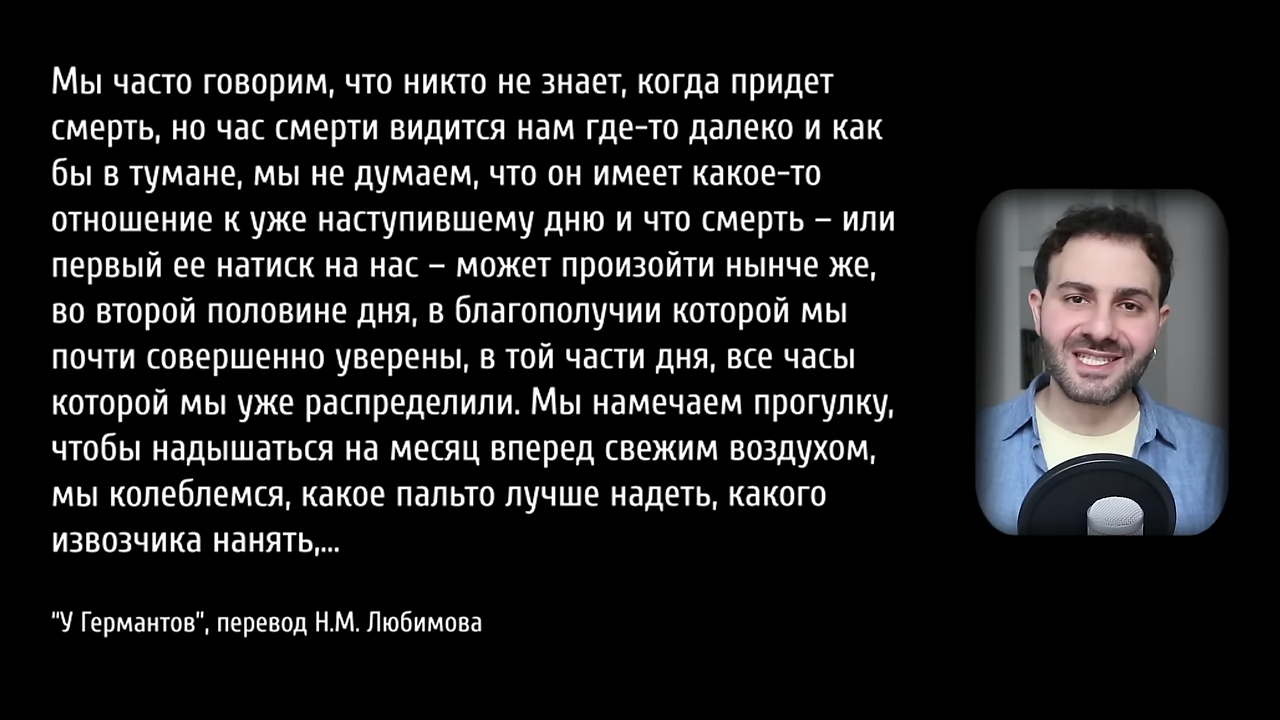 Мы часто говорим, что никто не знает, когда придет
смерть, но час смерти видится нам где-то далеко и как
бы в тумане, мы не думаем, что он имеет какое-то
отношение к уже наступившему дню и что смерть – или
первый ее натиск на нас – может произойти нынче же,
во второй половине дня, в благополучии которой мы
почти совершенно уверены, в той части дня, все часы
которой мы уже распределили. Мы намечаем прогулку,
чтобы надышаться на месяц вперед свежим воздухом,
мы колеблемся, какое пальто лучше надеть, какого
извозчика нанять,...
“У Германтов”, перевод Н.М. Любимова